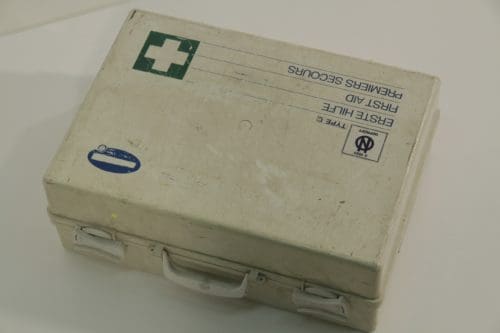 TYPE C
ERSTE HILFE
FIRST AID
PREMIERS SECOURS